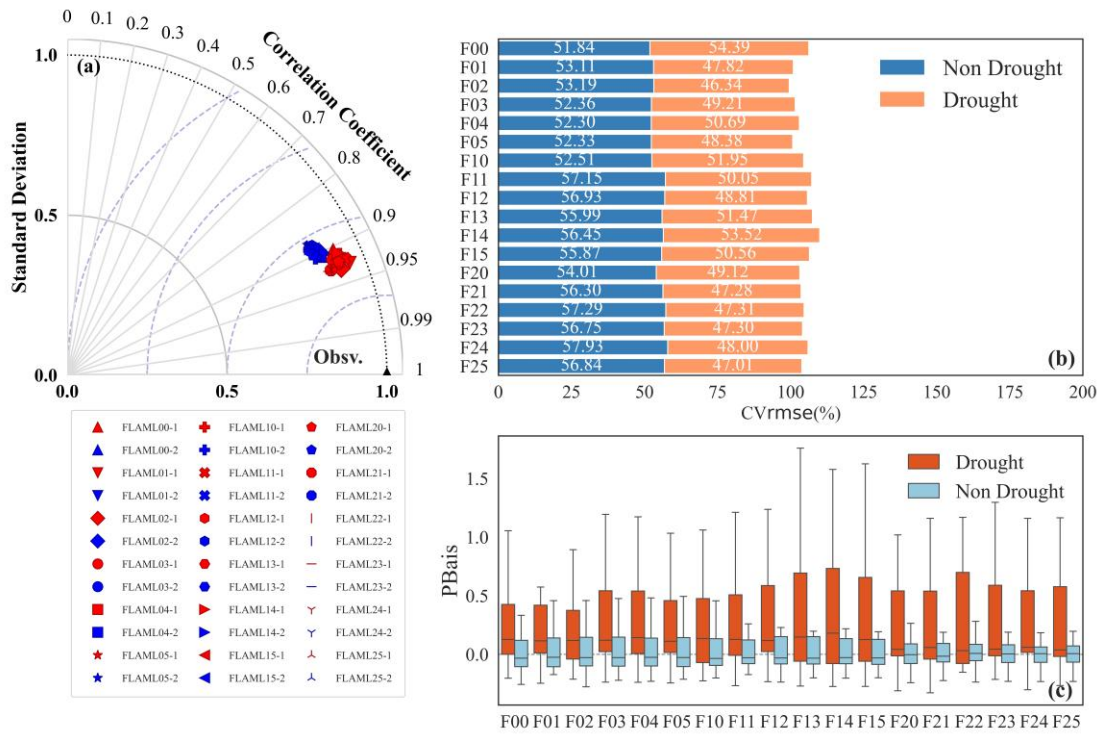 0 0.1 0.2 0.3 0.4 0.5 0.6 0.7 0.8 0.9 0.95 0.99 1
Correlation Coefficient
(a)
Standard Deviation
1.0
0.5
0.0
0.0 0.5 1.0
Obsv.
FLAML00-1 FLAML10-1 FLAML20-1
FLAML00-2 FLAML10-2 FLAML20-2
FLAML01-1 FLAML11-1 FLAML21-1
FLAML01-2 FLAML11-2 FLAML21-2
FLAML02-1 FLAML12-1 FLAML22-1
FLAML02-2 FLAML12-2 FLAML22-2
FLAML03-1 FLAML13-1 FLAML23-1
FLAML03-2 FLAML13-2 FLAML23-2
FLAML04-1 FLAML14-1 FLAML24-1
FLAML04-2 FLAML14-2 FLAML24-2
FLAML05-1 FLAML15-1 FLAML25-1
FLAML05-2 FLAML15-2 FLAML25-2
F00 51.84 54.39
F01 53.11 47.82
F02 53.19 46.34
F03 52.36 49.21
F04 52.30 50.69
F05 52.33 48.38
F10 52.51 51.95
F11 57.15 50.05
F12 56.93 48.81
F13 55.99 51.47
F14 56.45 53.52
F15 55.87 50.56
F20 54.01 49.12
F21 56.30 47.28
F22 57.29 47.31
F23 56.75 47.30
F24 57.93 48.00
F25 56.84 47.01
Non Drought
Drought
(b)
0 25 50 75 100 125 150 175 200
CVrmse(%)
PBais
1.5
1.0
0.5
0.0
Drought
Non Drought
(c)
F00 F01 F02 F03 F04 F05 F10 F11 F12 F13 F14 F15 F20 F21 F22 F23 F24 F25